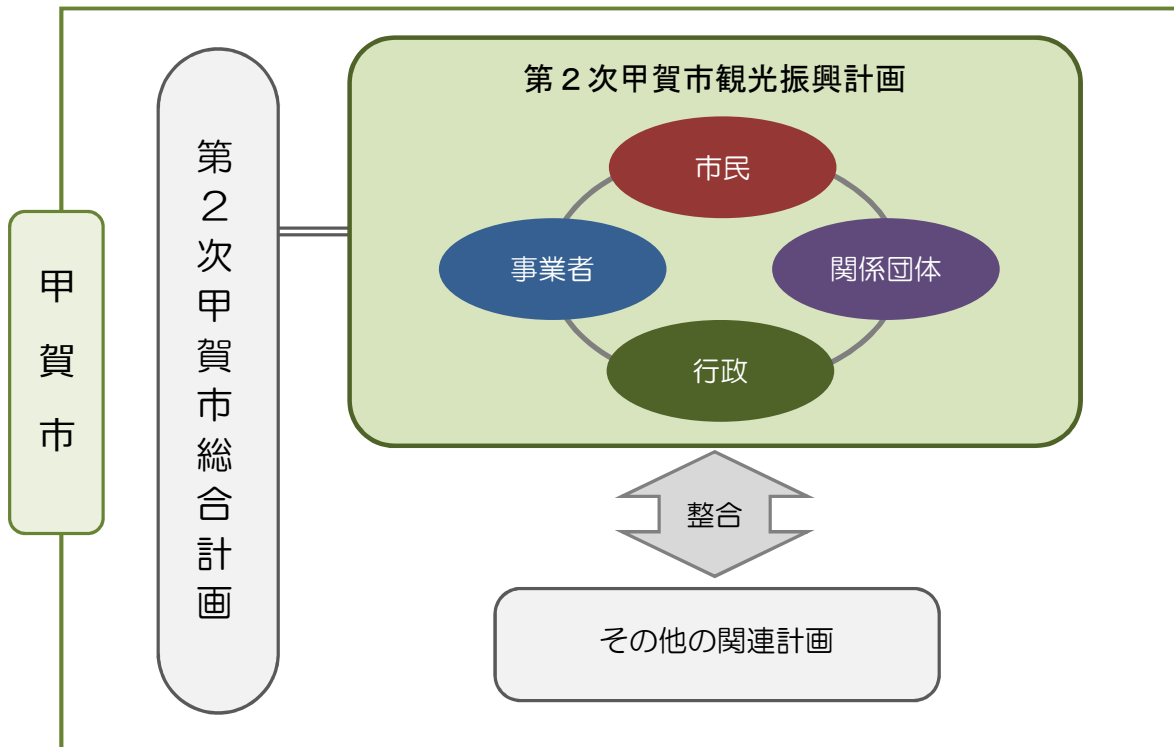 甲賀市
第２次甲賀市総合計画
第２次甲賀市観光振興計画
市民
事業者
関係団体
行政
整合
その他の関連計画